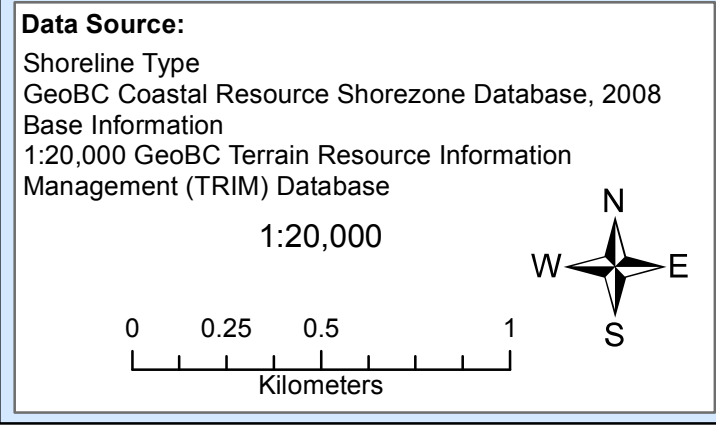 Data Source:
Shoreline Type
GeoBC Coastal Resource Shorezone Database, 2008
Base Information
1:20,000 GeoBC Terrain Resource Information
Management (TRIM) Database
1:20,000
N
W E
S
0 0.25 0.5 1
Kilometers